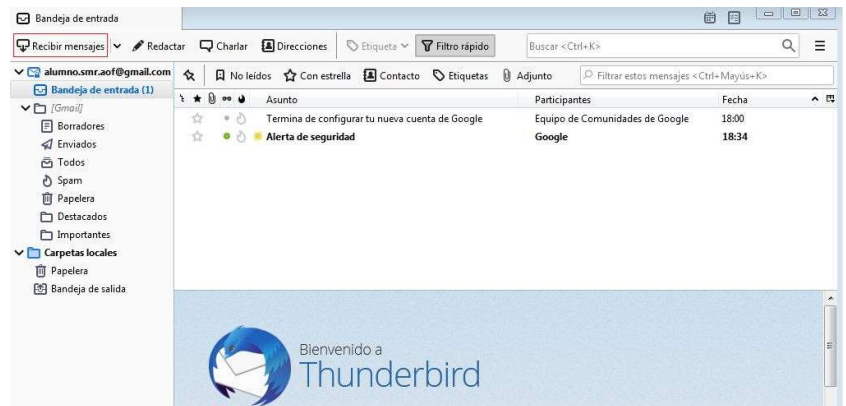 Bandeja de entrada
Recibir mensajes Redactar Charlar Direcciones Etiqueta Filtro rápido Buscar <Ctrl+K>
alumno.smr.aof@gmail.com No leídos Con estrella Contacto Etiquetas Adjunto Filtrar estos mensajes <Ctrl+Mayús+K>
Bandeja de entrada (1)
Asunto Participantes Fecha
[Gmail]
Termina de configurar tu nueva cuenta de Google Equipo de Comunidades de Google 18:00
Borradores
Alerta de seguridad Google 18:34
Enviados
Todos
Spam
Papelera
Destacados
Importantes
Carpetas locales
Papelera
Bandeja de salida
Bienvenido a
Thunderbird